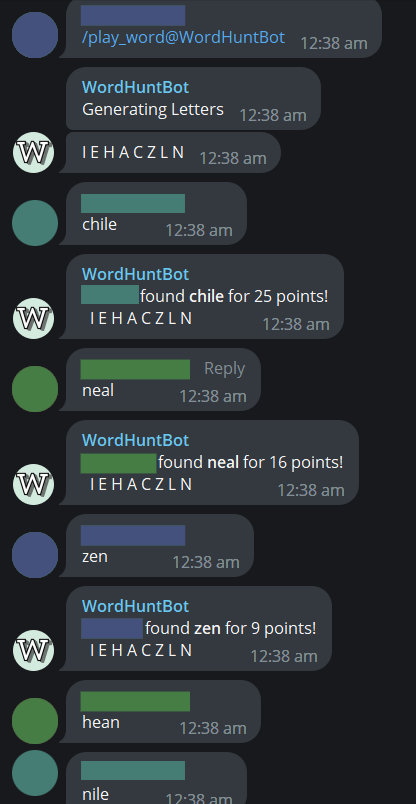 /play_word@WordHuntBot 12:38 am
WordHuntBot
Generating Letters 12:38 am
W
I E H A C Z L N 12:38 am
chile 12:38 am
WordHuntBot
found chile for 25 points!
W
I E H A C Z L N 12:38 am
Reply
neal 12:38 am
WordHuntBot
found neal for 16 points!
W
I E H A C Z L N 12:38 am
zen 12:38 am
WordHuntBot
found zen for 9 points!
W
I E H A C Z L N 12:38 am
hean 12:38 am
nile 12:38 am